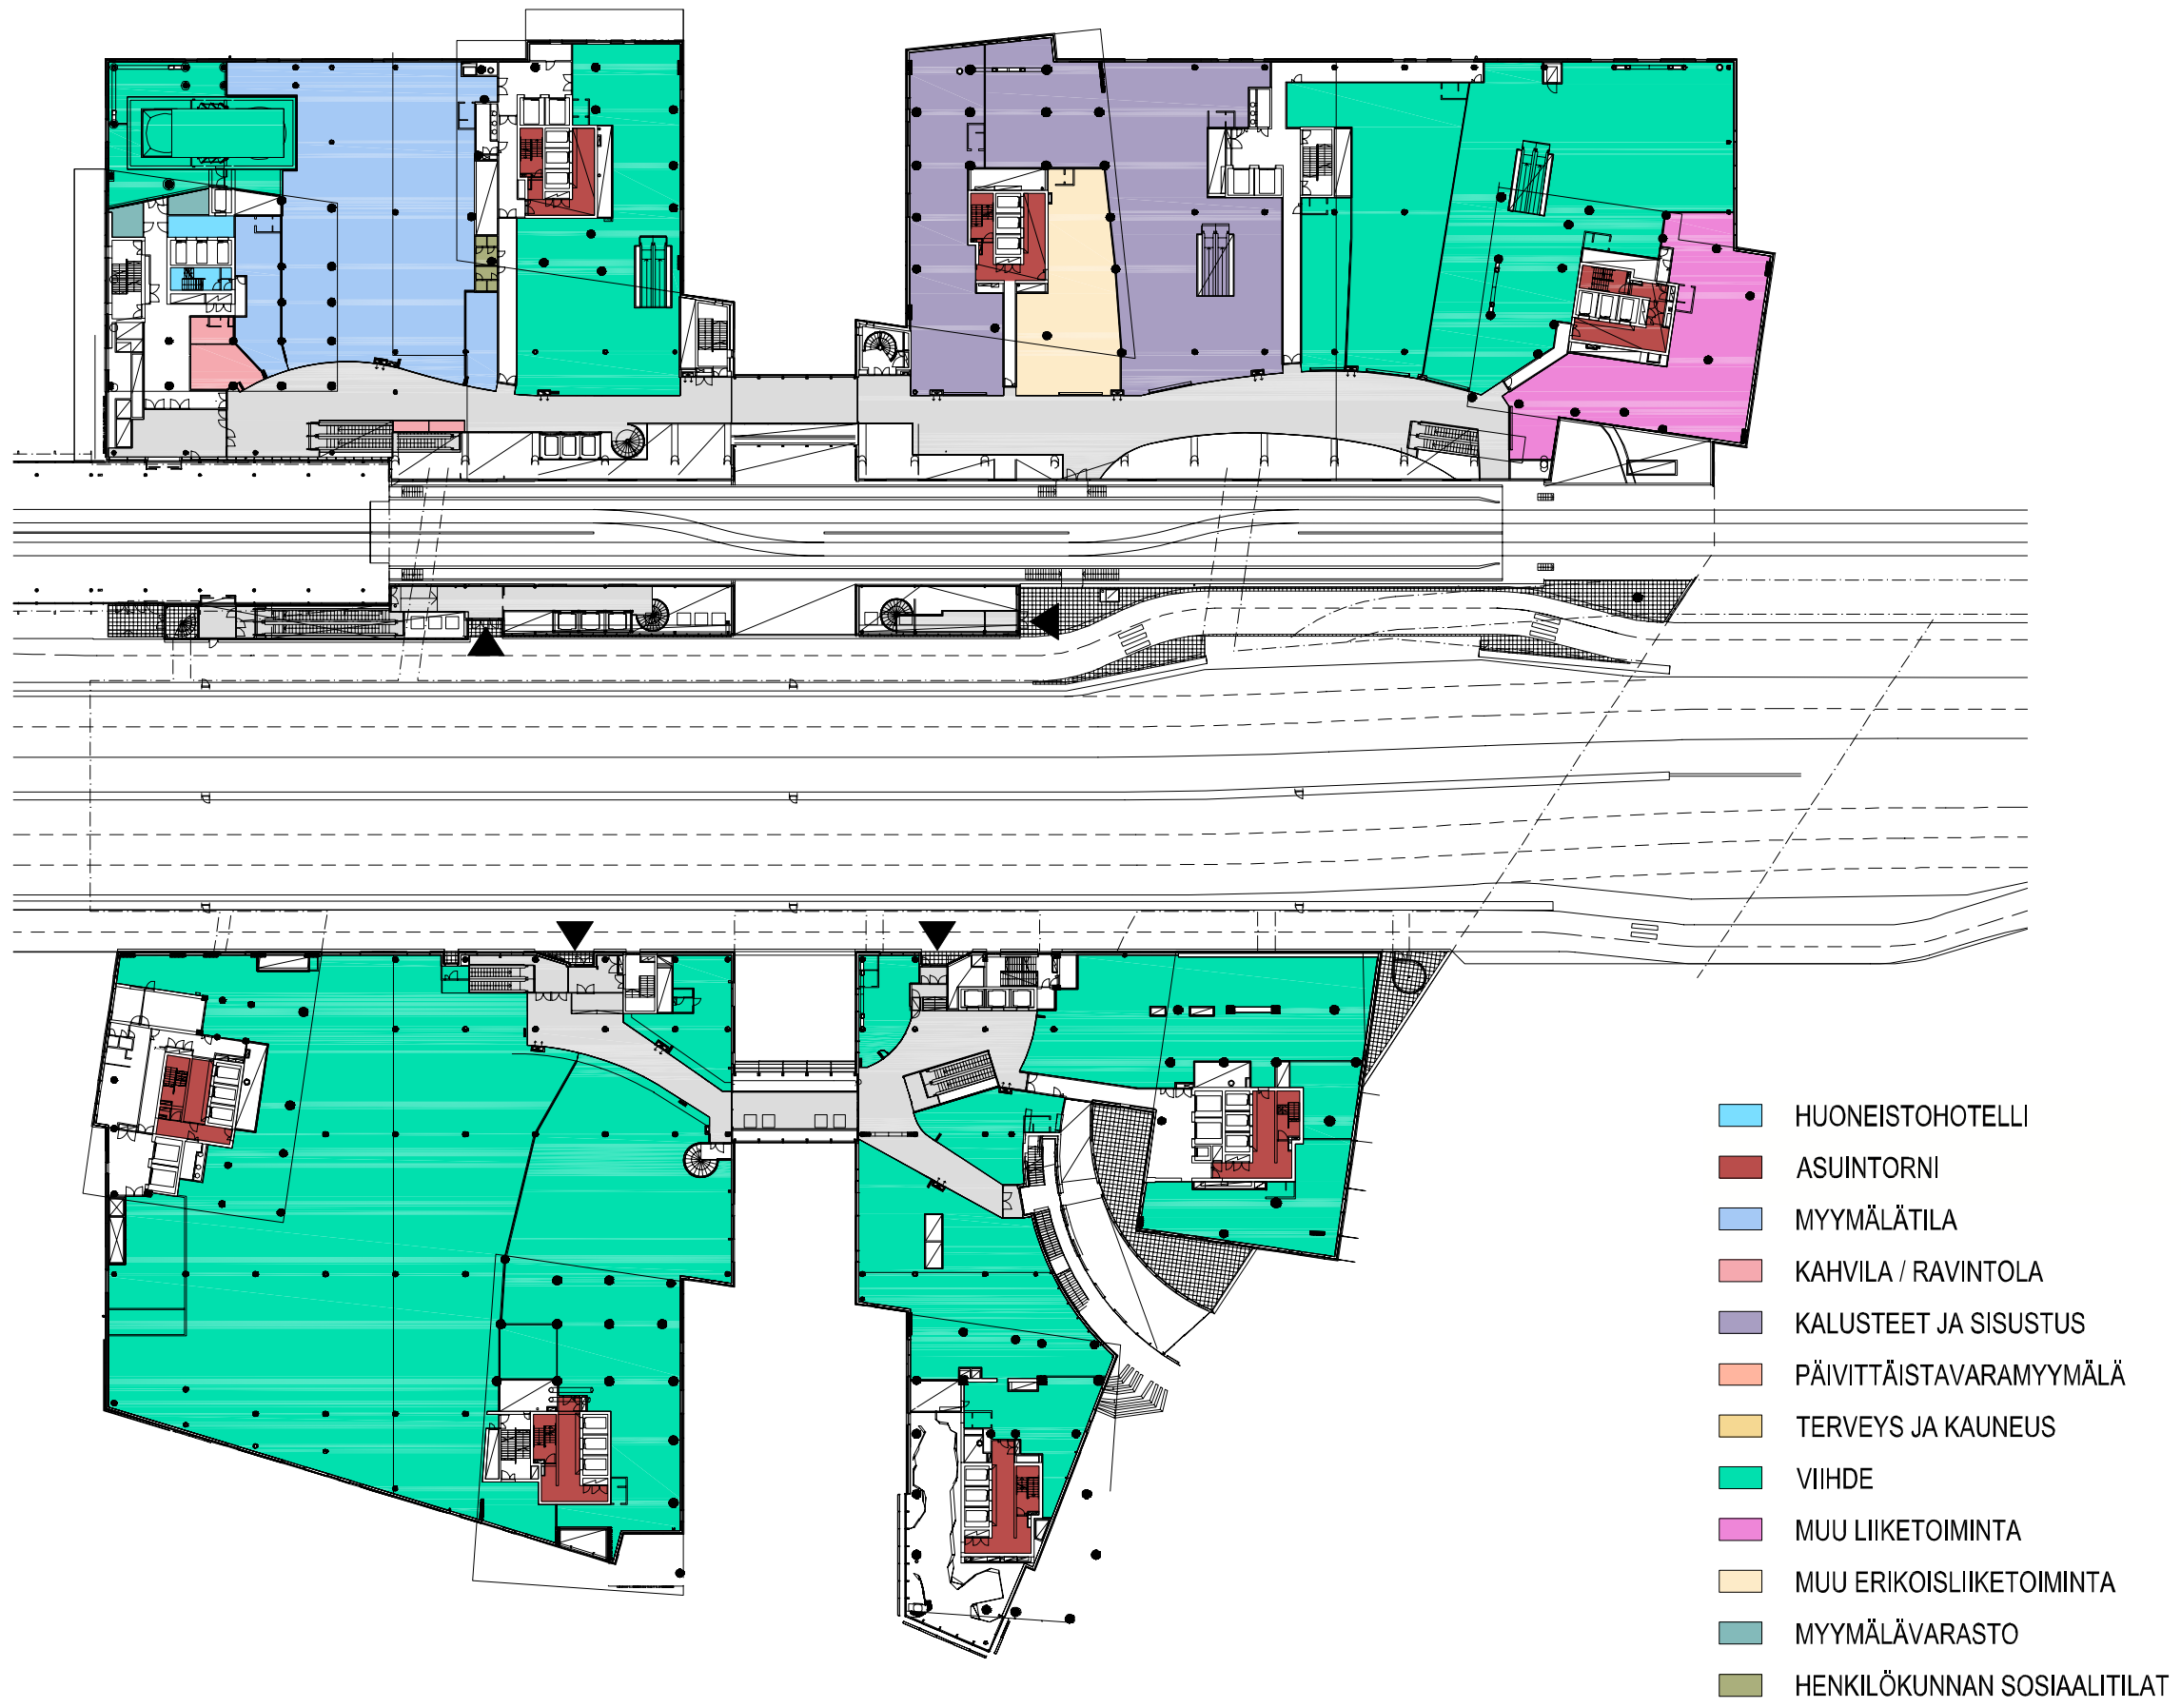 HUONEISTOHOTELLI
ASUINTORNI
MYYMÄLÄTILA
KAHVILA / RAVINTOLA
KALUSTEET JA SISUSTUS
PÄIVITTÄISTAVARAMYYMÄLÄ
TERVEYS JA KAUNEUS
VIIHDE
MUU LIIKETOIMINTA
MUU ERIKOISLIIKETOIMINTA
MYYMÄLÄVARASTO
HENKILÖKUNNAN SOSIAALITILAT